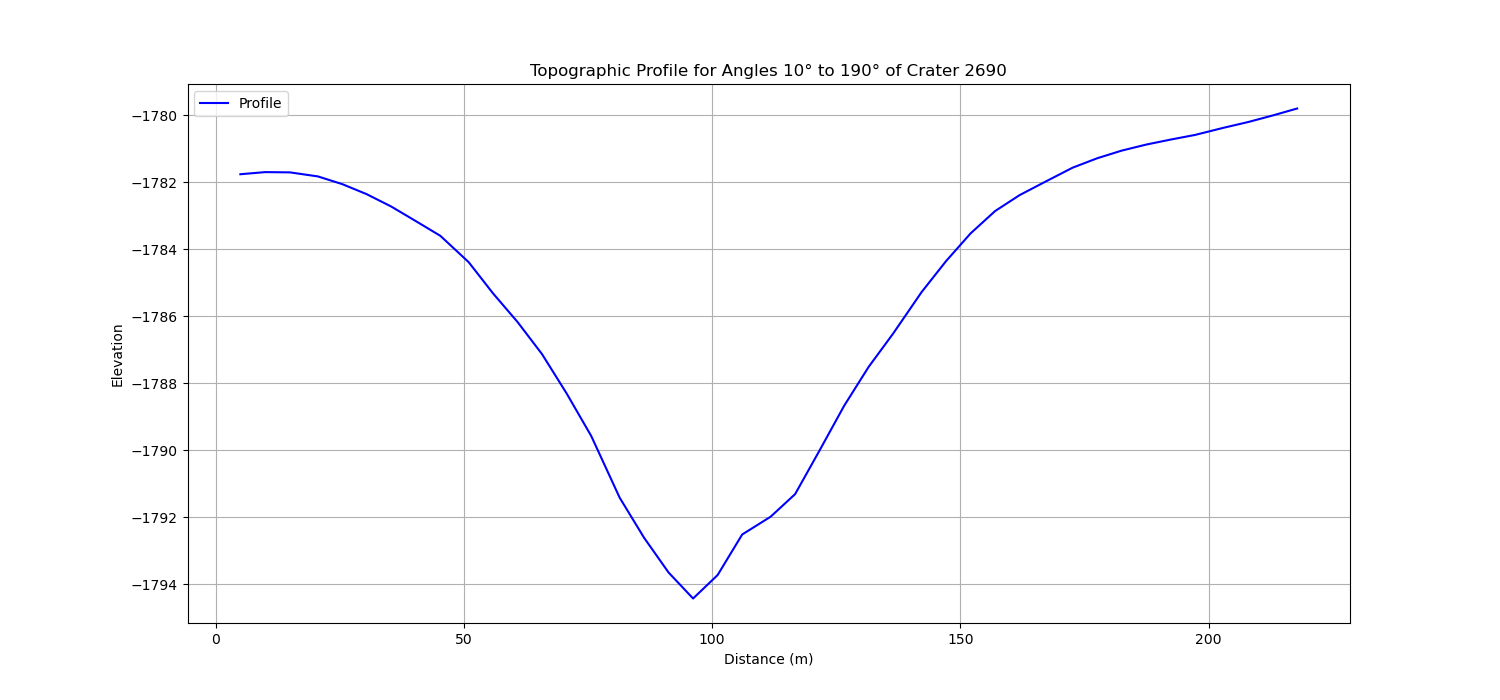 Topographic Profile for Angles 10° to 190° of Crater 2690
Profile
−1780
−1782
−1784
−1786
−1788
−1790
−1792
−1794
Elevation
0 50 100 150 200
Distance (m)